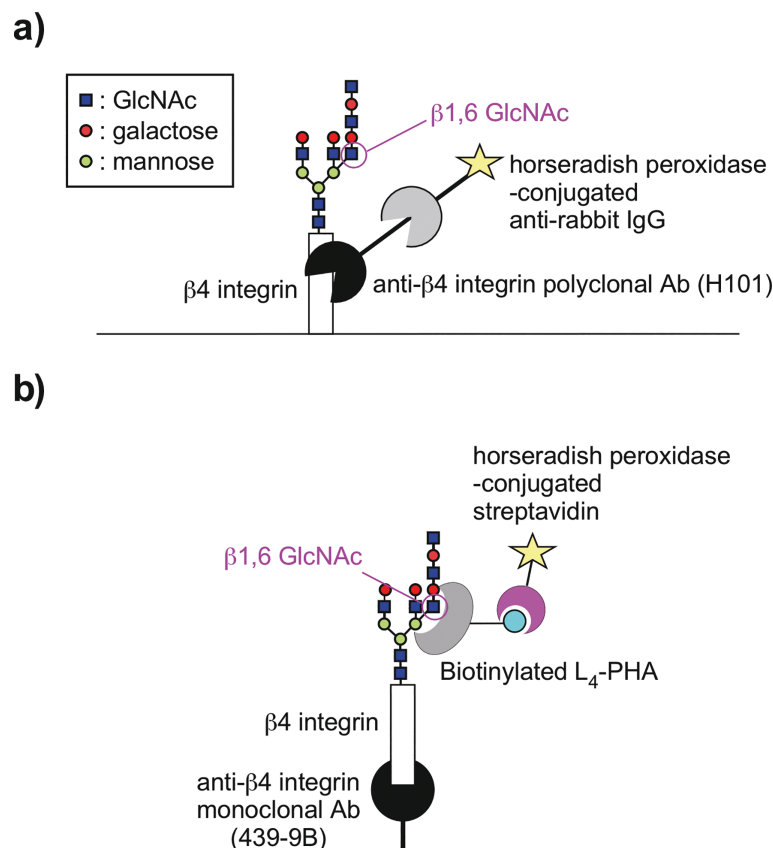 a)
: GlcNAc
: galactose
: mannose
β1,6 GlcNAc
horseradish peroxidase
-conjugated
anti-rabbit IgG
β4 integrin
anti-β4 integrin polyclonal Ab (H101)
b)
horseradish peroxidase
-conjugated
streptavidin
β1,6 GlcNAc
Biotinylated L4-PHA
β4 integrin
anti-β4 integrin
monoclonal Ab
(439-9B)